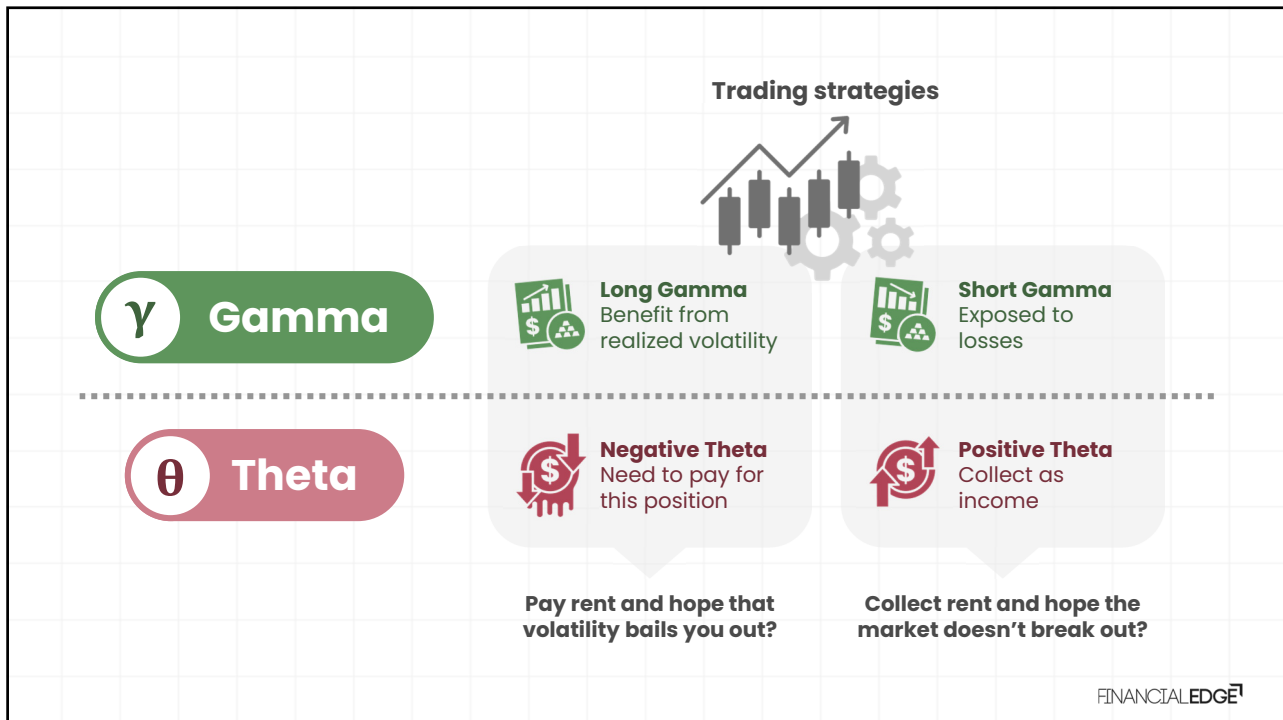 Trading strategies
γ Gamma
Long Gamma
Benefit from
realized volatility
$
Short Gamma
Exposed to
losses
$
θ Theta
Negative Theta
Need to pay for
this position
$
Positive Theta
Collect as
income
$
Pay rent and hope that
volatility bails you out?
Collect rent and hope the
market doesn’t break out?
FINANCIALEDGE